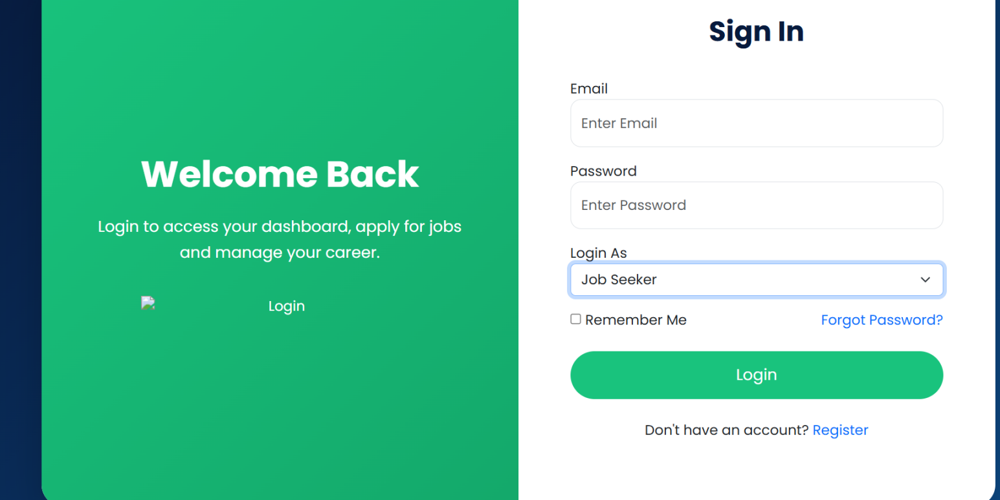 Welcome Back
Login to access your dashboard, apply for jobs
and manage your career.
Login
Sign In
Email
Enter Email
Password
Enter Password
Login As
Job Seeker
Remember Me
Forgot Password?
Login
Don't have an account? Register